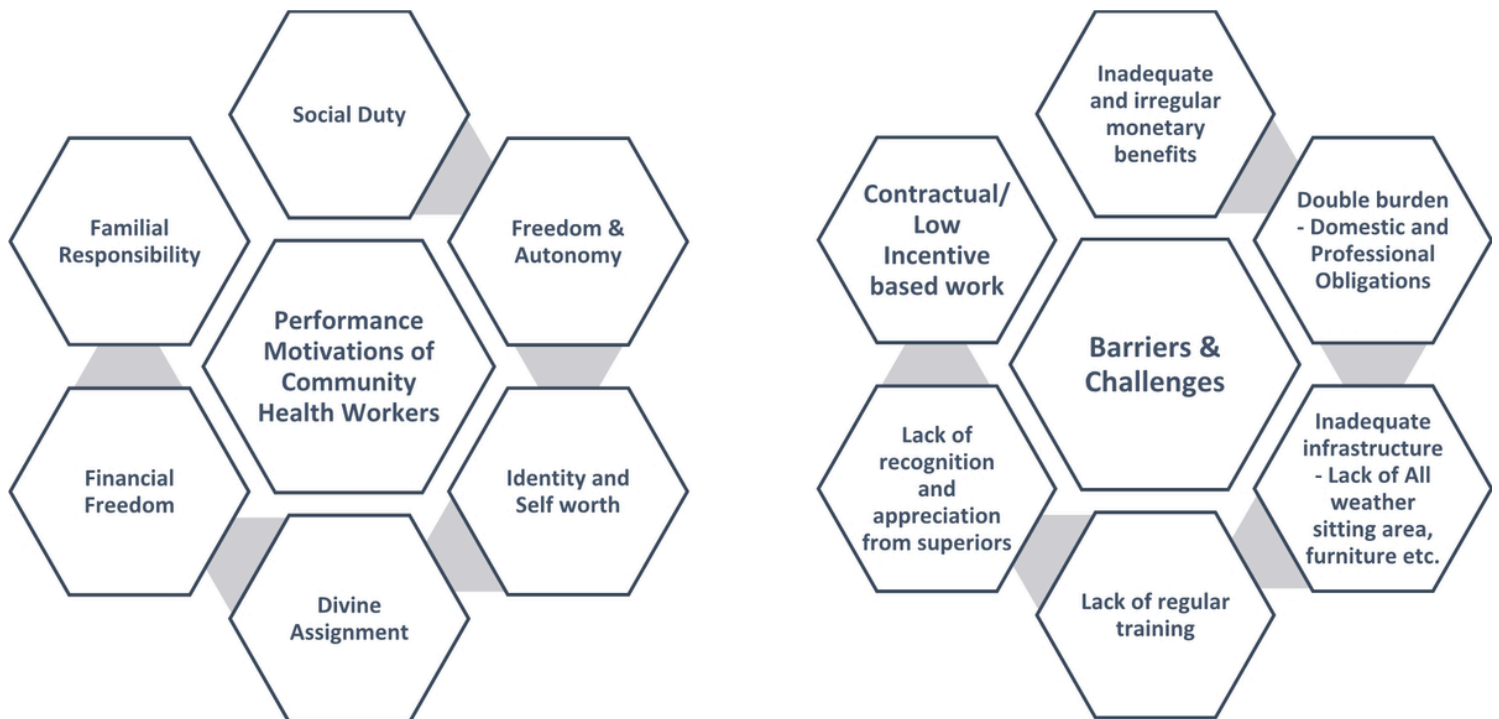 Social Duty
Freedom &
Autonomy
Identity and
Self worth
Divine
Assignment
Financial
Freedom
Familial
Responsibility
Performance
Motivations of
Community
Health Workers
Inadequate
and irregular
monetary
benefits
Double burden
- Domestic and
Professional
Obligations
Inadequate
infrastructure
- Lack of All
weather
sitting area,
furniture etc.
Lack of regular
training
Lack of
recognition
and
appreciation
from superiors
Contractual/
Low
Incentive
based work
Barriers &
Challenges